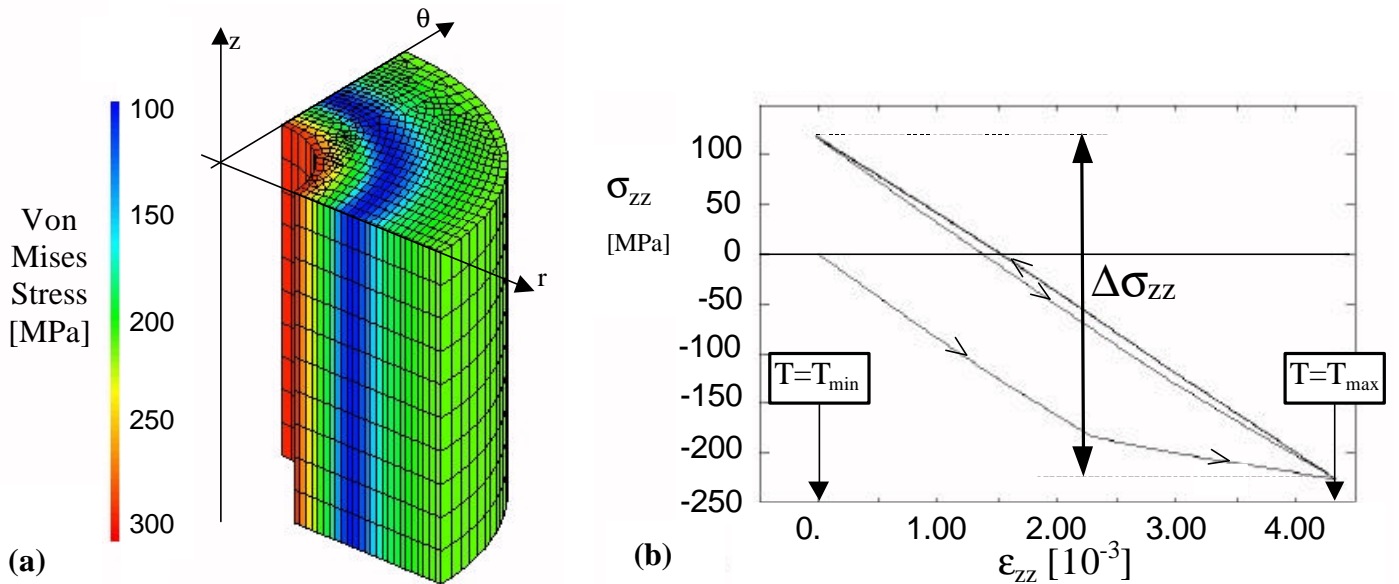 z
θ
r
100
150
200
250
300
Von
Mises
Stress
[MPa]
(a)
σzz
[MPa]
100
50
0
-50
-100
-150
-200
-250
Δσzz
T=Tmin
T=Tmax
0.
1.00
2.00
3.00
4.00
εzz [10-3]
(b)